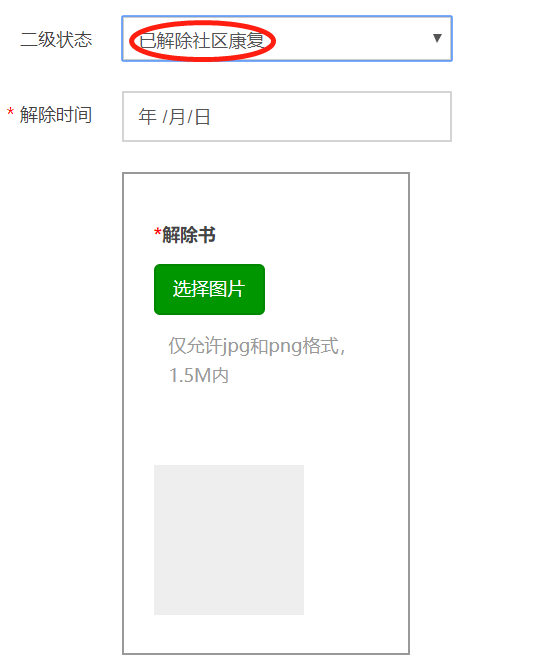 二级状态
已解除社区康复
* 解除时间
年 /月/日
*解除书
选择图片
仅允许jpg和png格式，
1.5M内